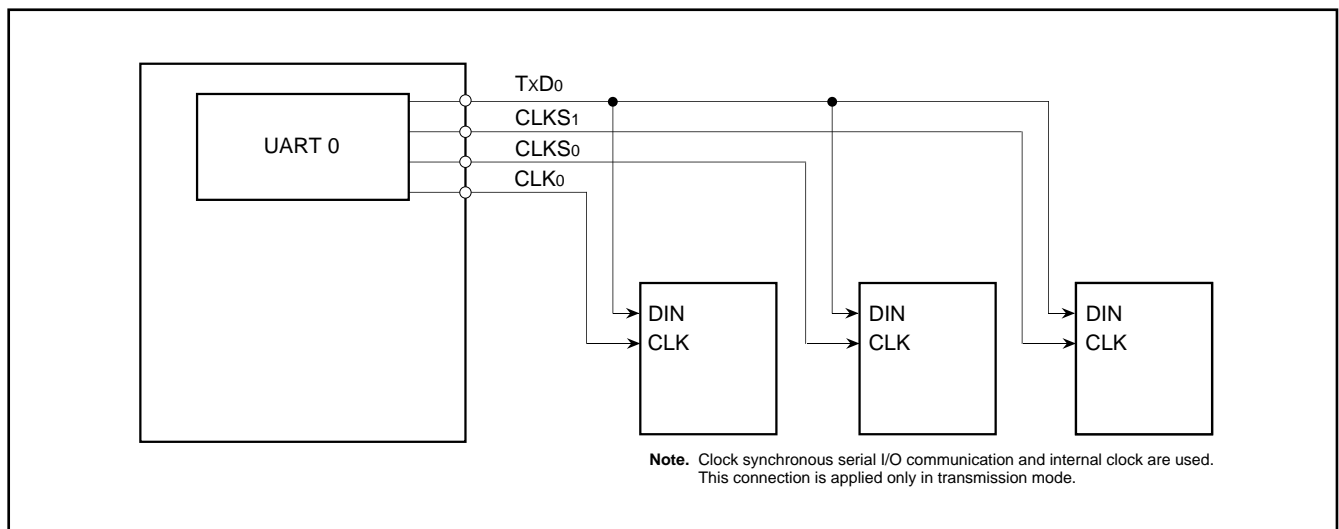 TxD0
CLKS1
UART 0
CLKS0
CLK0
DIN
CLK
DIN
CLK
DIN
CLK
Note. Clock synchronous serial I/O communication and internal clock are used.
This connection is applied only in transmission mode.